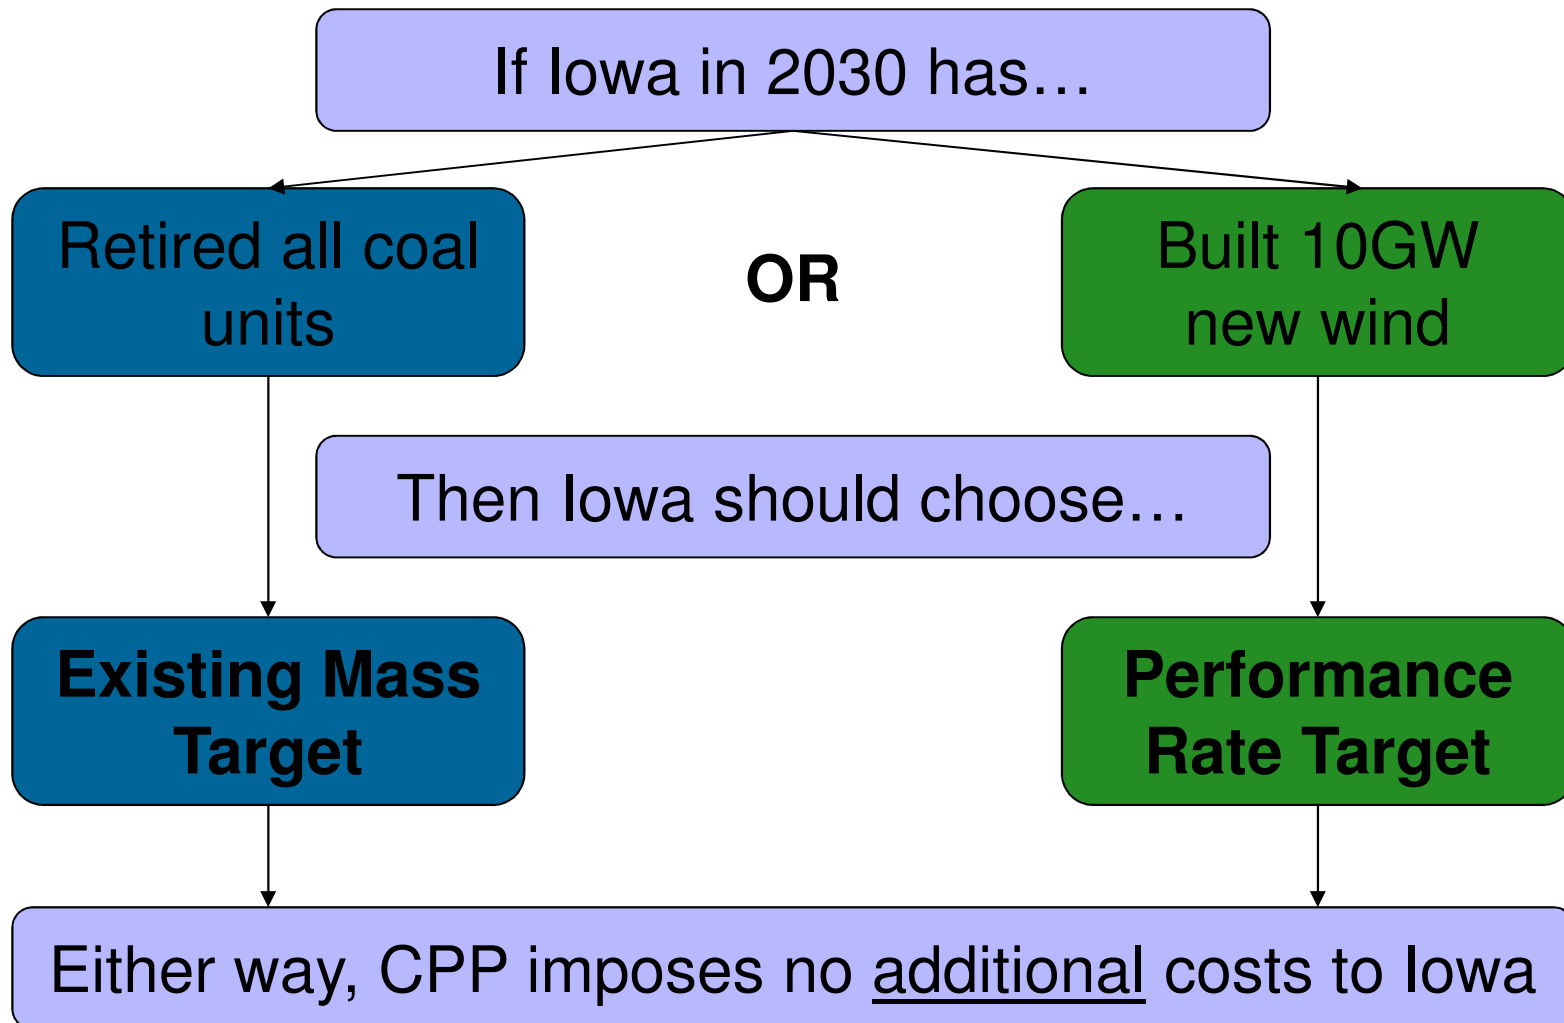 If Iowa in 2030 has…
Retired all coal
units
OR
Built 10GW
new wind
Then Iowa should choose…
Existing Mass
Target
Performance
Rate Target
Either way, CPP imposes no additional costs to Iowa